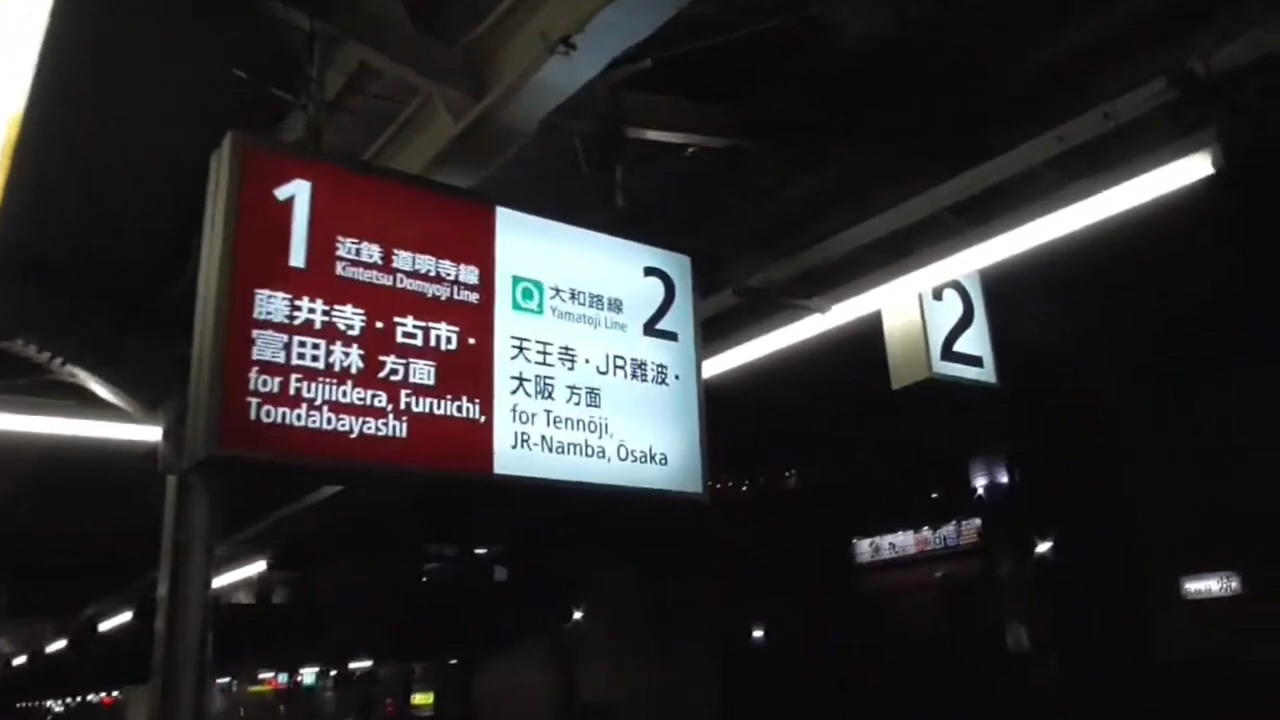 1
近鉄 道明寺線
Kintetsu Domyoji Line
藤井寺・古市・
富田林 方面
for Fujiidera, Furuichi,
Tondabayashi
Q 大和路線
Yamatoji Line
2
天王寺・JR難波・
大阪 方面
for Tennōji,
JR-Namba, Ōsaka
2